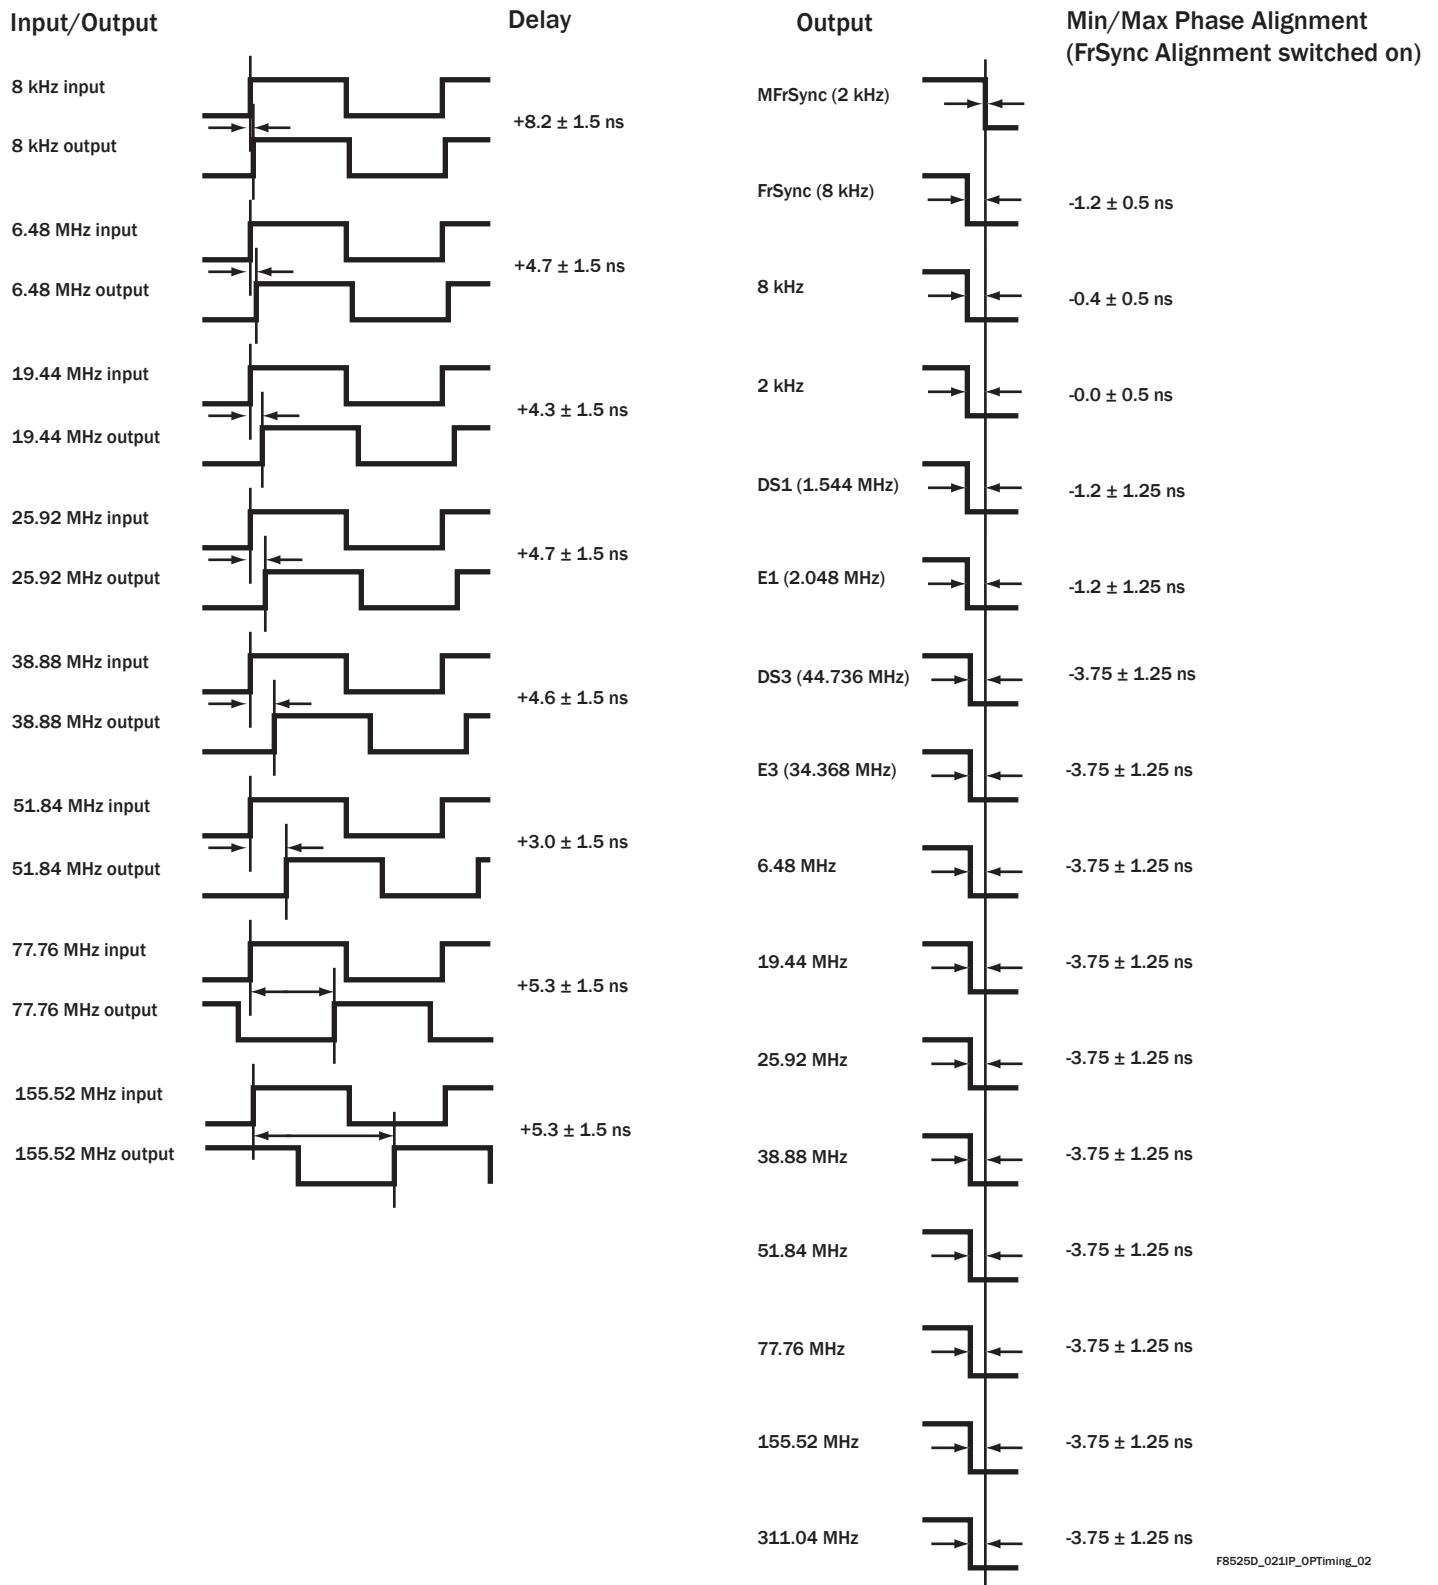 Input/Output
Delay
8 kHz input
8 kHz output
+8.2 ± 1.5 ns
6.48 MHz input
6.48 MHz output
+4.7 ± 1.5 ns
19.44 MHz input
19.44 MHz output
+4.3 ± 1.5 ns
25.92 MHz input
25.92 MHz output
+4.7 ± 1.5 ns
38.88 MHz input
38.88 MHz output
+4.6 ± 1.5 ns
51.84 MHz input
51.84 MHz output
+3.0 ± 1.5 ns
77.76 MHz input
77.76 MHz output
+5.3 ± 1.5 ns
155.52 MHz input
155.52 MHz output
+5.3 ± 1.5 ns
Output
Min/Max Phase Alignment
(FrSync Alignment switched on)
MFrSync (2 kHz)
FrSync (8 kHz)
-1.2 ± 0.5 ns
8 kHz
-0.4 ± 0.5 ns
2 kHz
-0.0 ± 0.5 ns
DS1 (1.544 MHz)
-1.2 ± 1.25 ns
E1 (2.048 MHz)
-1.2 ± 1.25 ns
DS3 (44.736 MHz)
-3.75 ± 1.25 ns
E3 (34.368 MHz)
-3.75 ± 1.25 ns
6.48 MHz
-3.75 ± 1.25 ns
19.44 MHz
-3.75 ± 1.25 ns
25.92 MHz
-3.75 ± 1.25 ns
38.88 MHz
-3.75 ± 1.25 ns
51.84 MHz
-3.75 ± 1.25 ns
77.76 MHz
-3.75 ± 1.25 ns
155.52 MHz
-3.75 ± 1.25 ns
311.04 MHz
-3.75 ± 1.25 ns
F8525D_021IP_OPTiming_02